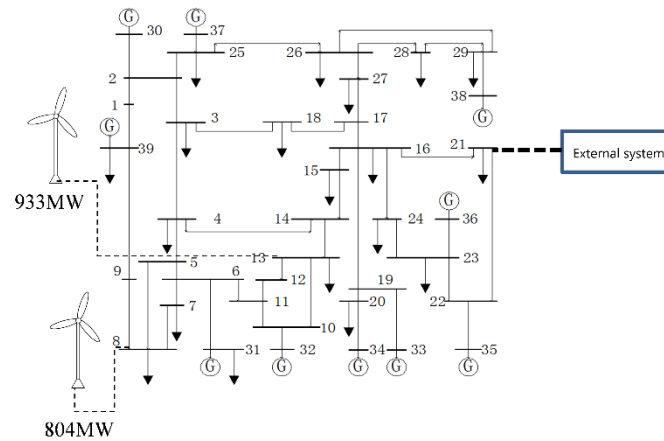 G G
30 37
25 26 28 29
2
27
1
38
G
G
3 18 17
39
16 21
External system
15
933MW
4 14 24 G 36
13
5 23
9 6 12 19
11 20 22
7
10
8
31 32 34 33 35
G G G G G
804MW